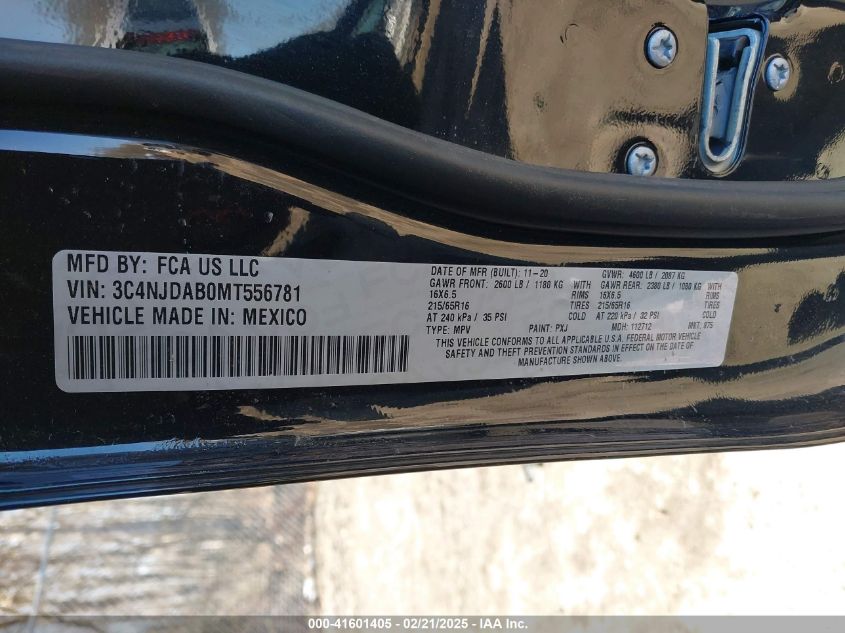 MFD BY: FCA US LLC
VIN: 3C4NJDAB0MT556781
VEHICLE MADE IN: MEXICO
DATE OF MFR (BUILT): 11-20 GVWR: 4600 LB / 2087 KG
GAWR FRONT: 2600 LB / 1180 KG WITH GAWR REAR: 2380 LB / 1080 KG WITH
16X6.5 RIMS 16X6.5 RIMS
215/65R16 TIRES 215/65R16 TIRES
AT 240 kPa / 35 PSI COLD AT 220 kPa / 32 PSI COLD
TYPE: MPV PAINT: PXJ MDH: 112712 875
THIS VEHICLE CONFORMS TO ALL APPLICABLE U.S.A. FEDERAL MOTOR VEHICLE
SAFETY AND THEFT PREVENTION STANDARDS IN EFFECT ON THE DATE OF
MANUFACTURE SHOWN ABOVE.
000-41601405 - 02/21/2025 - IAA Inc.